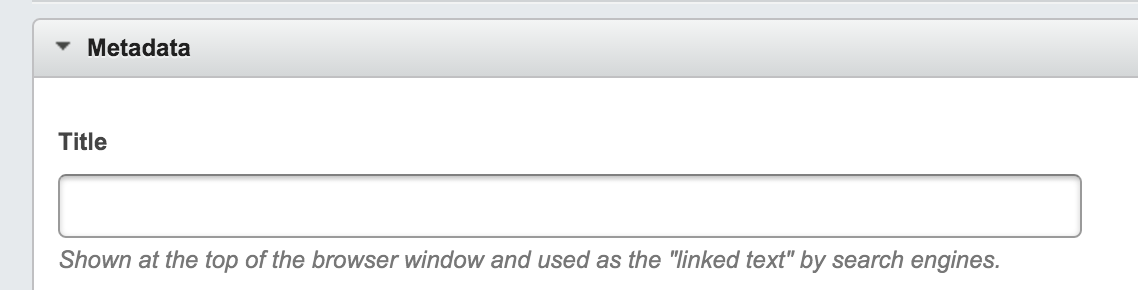 Metadata
Title
Shown at the top of the browser window and used as the "linked text" by search engines.